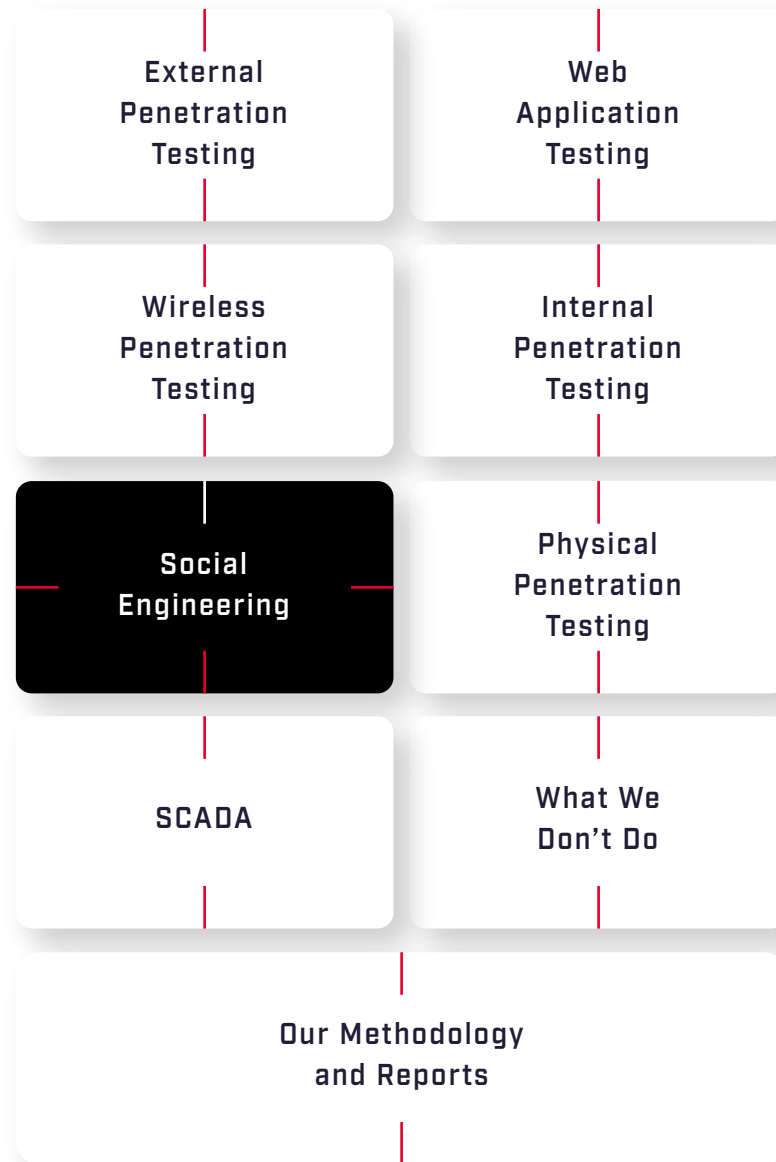 External
Penetration
Testing
Web
Application
Testing
Wireless
Penetration
Testing
Internal
Penetration
Testing
Social
Engineering
Physical
Penetration
Testing
SCADA
What We
Don’t Do
Our Methodology
and Reports